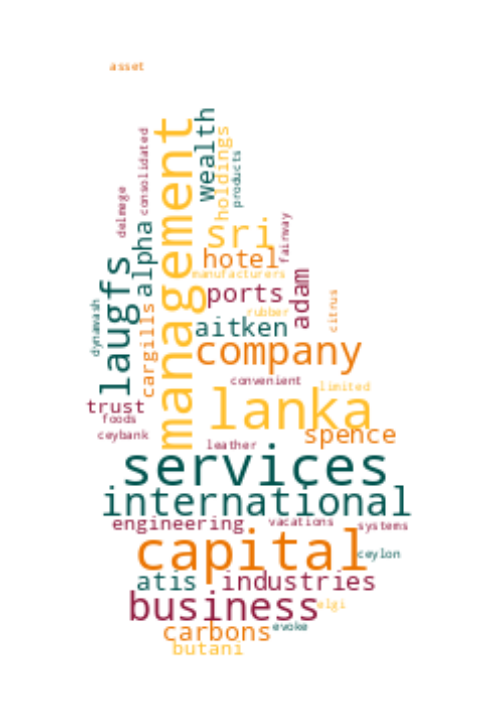 asset
management
wealth
holdings
consolidated
products
delmege
alpha
sri
fairway
hotel
manufacturers
laugfs
ports
adam
citrus
dynawash
cargills
rubber
aitken
company
convenient
limited
trust
lanka
foods
ceybank
spence
leather
services
international
engineering
vacations
systems
capital
ceylon
atis
industries
business
elgi
carbons
evoke
butani